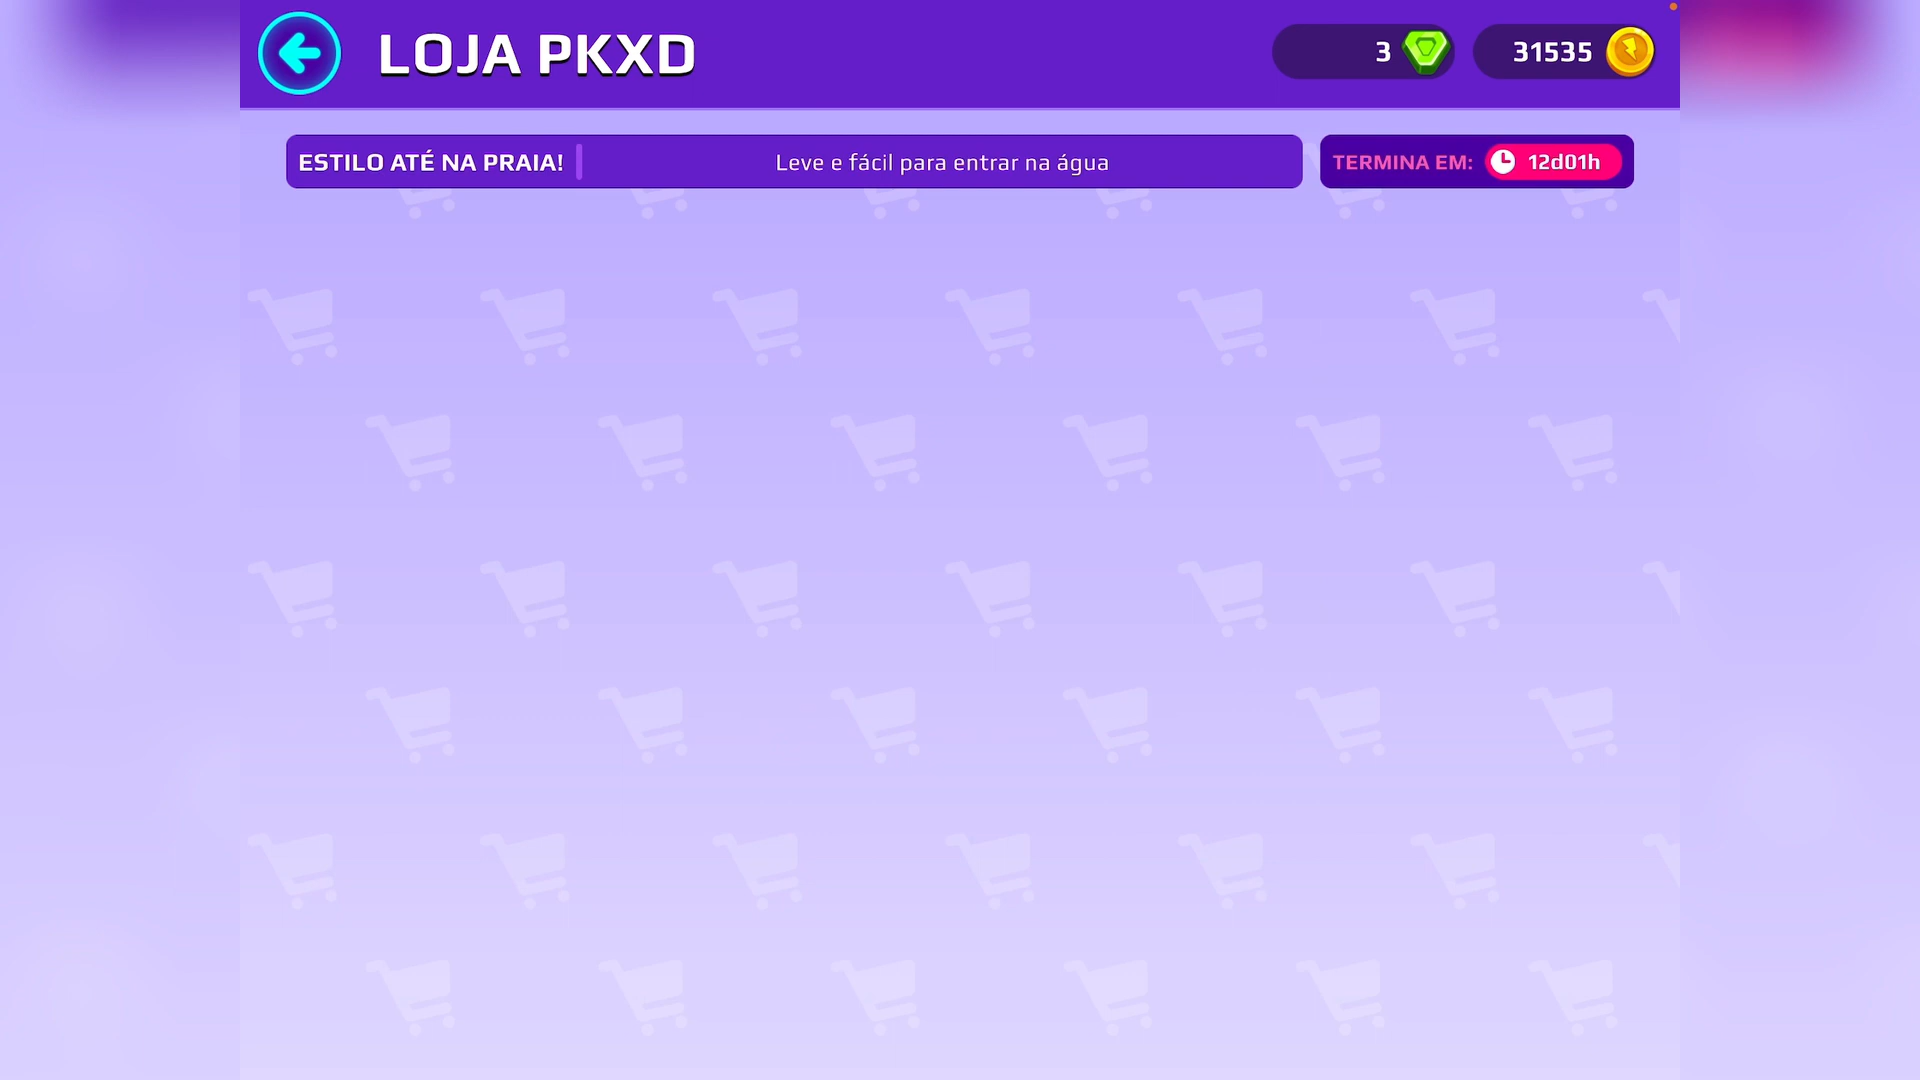 LOJA PKXD
3
31535
ESTILO ATÉ NA PRAIA!
Leve e fácil para entrar na água
TERMINA EM:
12d01h